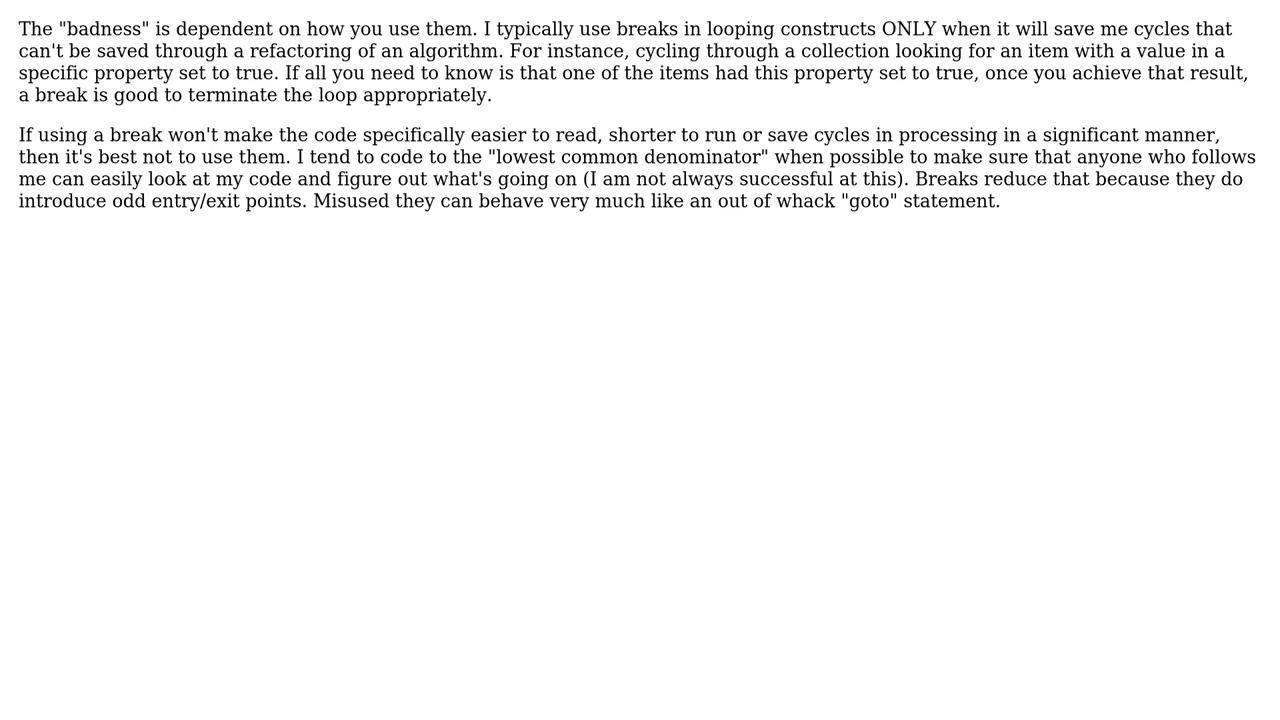 The "badness" is dependent on how you use them. I typically use breaks in looping constructs ONLY when it will save me cycles that
can't be saved through a refactoring of an algorithm. For instance, cycling through a collection looking for an item with a value in a
specific property set to true. If all you need to know is that one of the items had this property set to true, once you achieve that result,
a break is good to terminate the loop appropriately.
If using a break won't make the code specifically easier to read, shorter to run or save cycles in processing in a significant manner,
then it's best not to use them. I tend to code to the "lowest common denominator" when possible to make sure that anyone who follows
me can easily look at my code and figure out what's going on (I am not always successful at this). Breaks reduce that because they do
introduce odd entry/exit points. Misused they can behave very much like an out of whack "goto" statement.